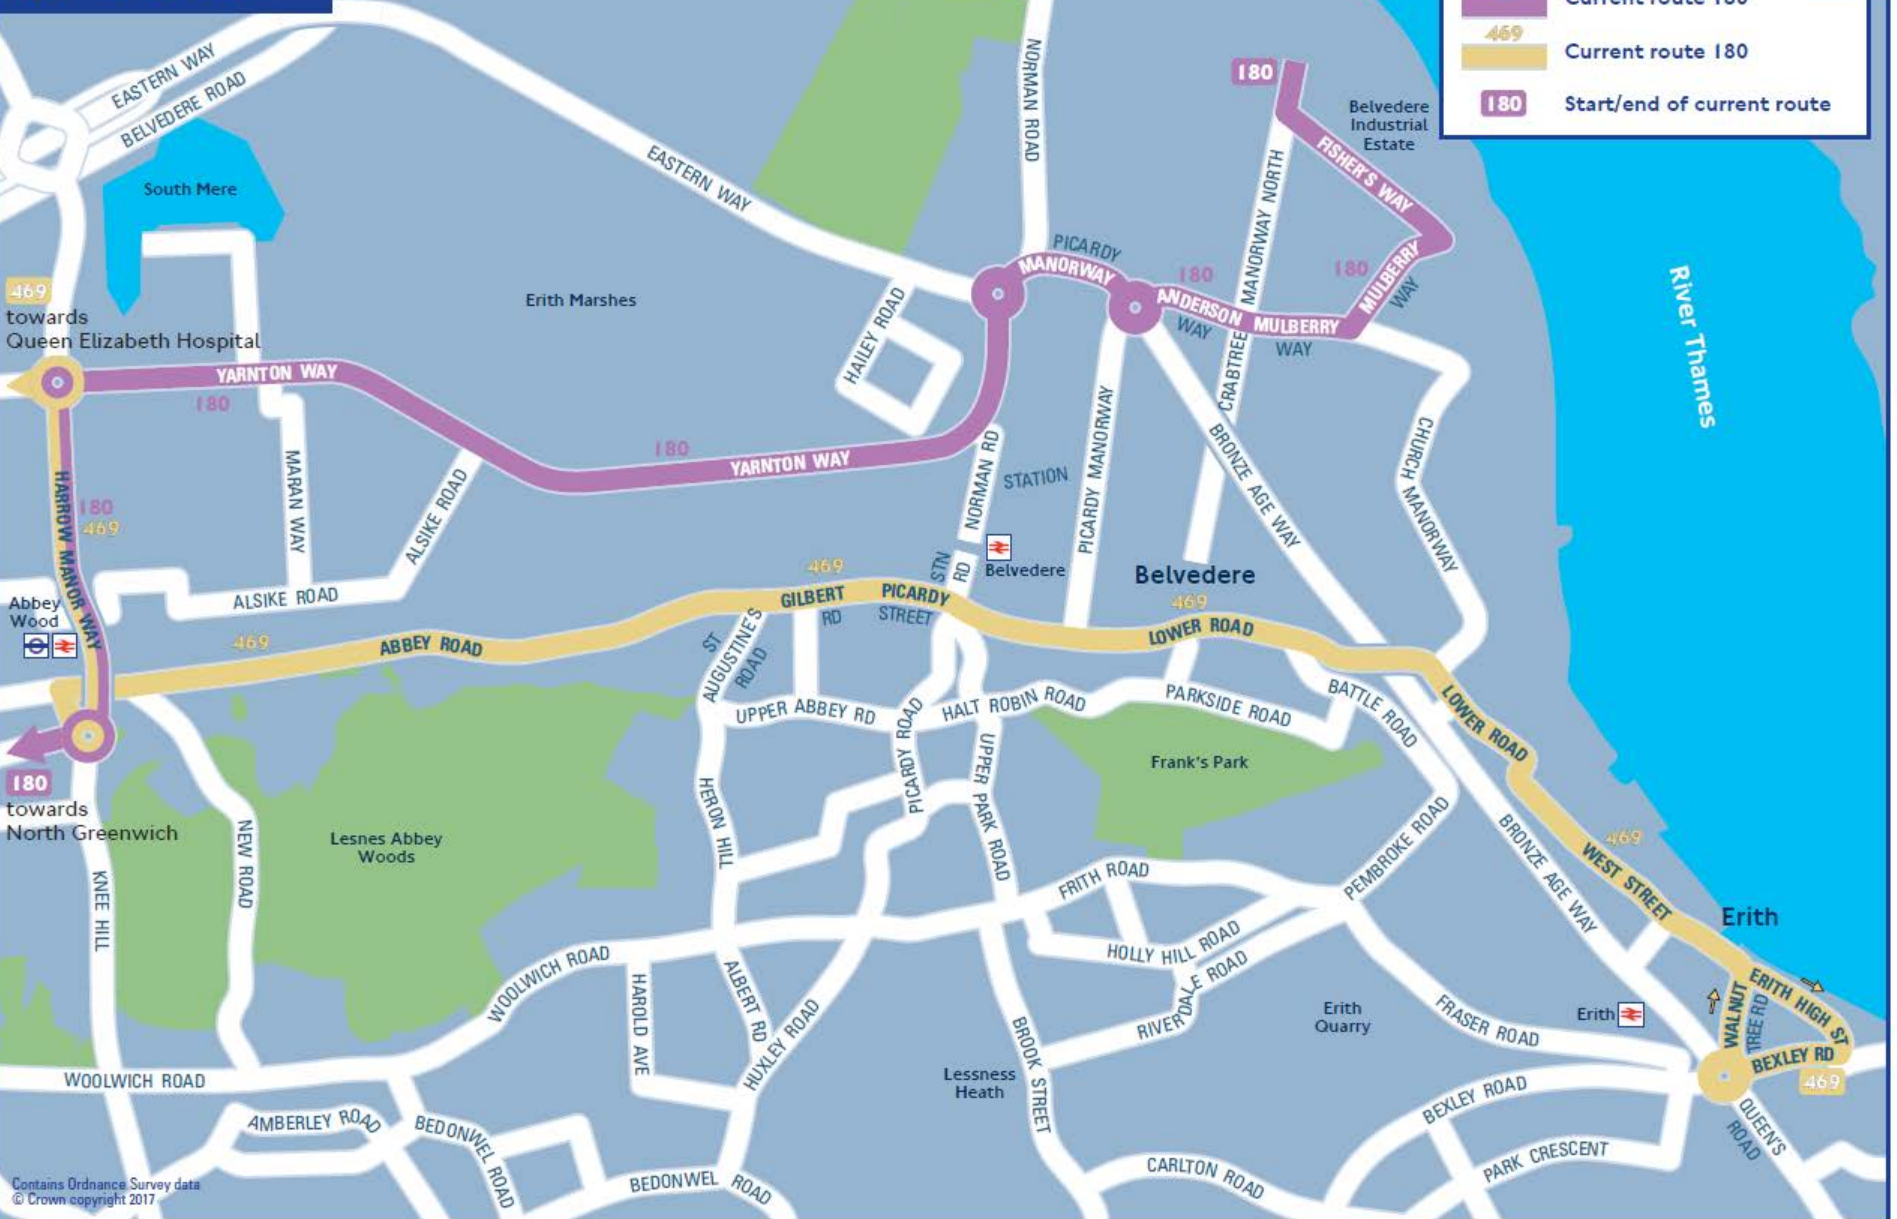 Current route 180
469
Current route 180
180
Start/end of current route
EASTERN WAY
BELVEDERE ROAD
South Mere
EASTERN WAY
NORMAN ROAD
180
Belvedere
Industrial
Estate
FISHER'S WAY
MANORWAY NORTH
CRABTREE
PICARDY
MANORWAY
180
ANDERSON
WAY
MULBERRY
WAY
180
MULBERRY
WAY
River Thames
469
towards
Queen Elizabeth Hospital
Erith Marshes
HAILEY ROAD
YARNTON WAY
180
180
YARNTON WAY
MARAN WAY
ALSIKE ROAD
ALSIKE ROAD
HARROW MANOR WAY
180
469
NORMAN RD
STATION
STN
RD
Belvedere
PICARDY MANORWAY
BRONZE AGE WAY
CHURCH MANORWAY
Belvedere
469
LOWER ROAD
Abbey
Wood
469
ABBEY ROAD
469
GILBERT
RD
PICARDY
STREET
ST
AUGUSTINE'S
ROAD
UPPER ABBEY RD
PICARDY ROAD
HALT ROBIN ROAD
PARKSIDE ROAD
BATTLE ROAD
LOWER ROAD
Frank's Park
180
towards
North Greenwich
Lesnes Abbey
Woods
NEW ROAD
KNEE HILL
HERON HILL
UPPER PARK ROAD
FRITH ROAD
PEMBROKE ROAD
BRONZE AGE WAY
469
WEST STREET
Erith
HOLLY HILL ROAD
RIVERDALE ROAD
WOOLWICH ROAD
HAROLD AVE
ALBERT RD
HUXLEY ROAD
BROOK STREET
Lessness
Heath
Erith
Quarry
FRASER ROAD
Erith
WALNUT
TREE RD
ERITH HIGH ST
BEXLEY RD
469
WOOLWICH ROAD
AMBERLEY ROAD
BEDONWEL ROAD
BEDONWEL ROAD
CARLTON ROAD
BEXLEY ROAD
PARK CRESCENT
QUEEN'S
ROAD
Contains Ordnance Survey data
© Crown copyright 2017